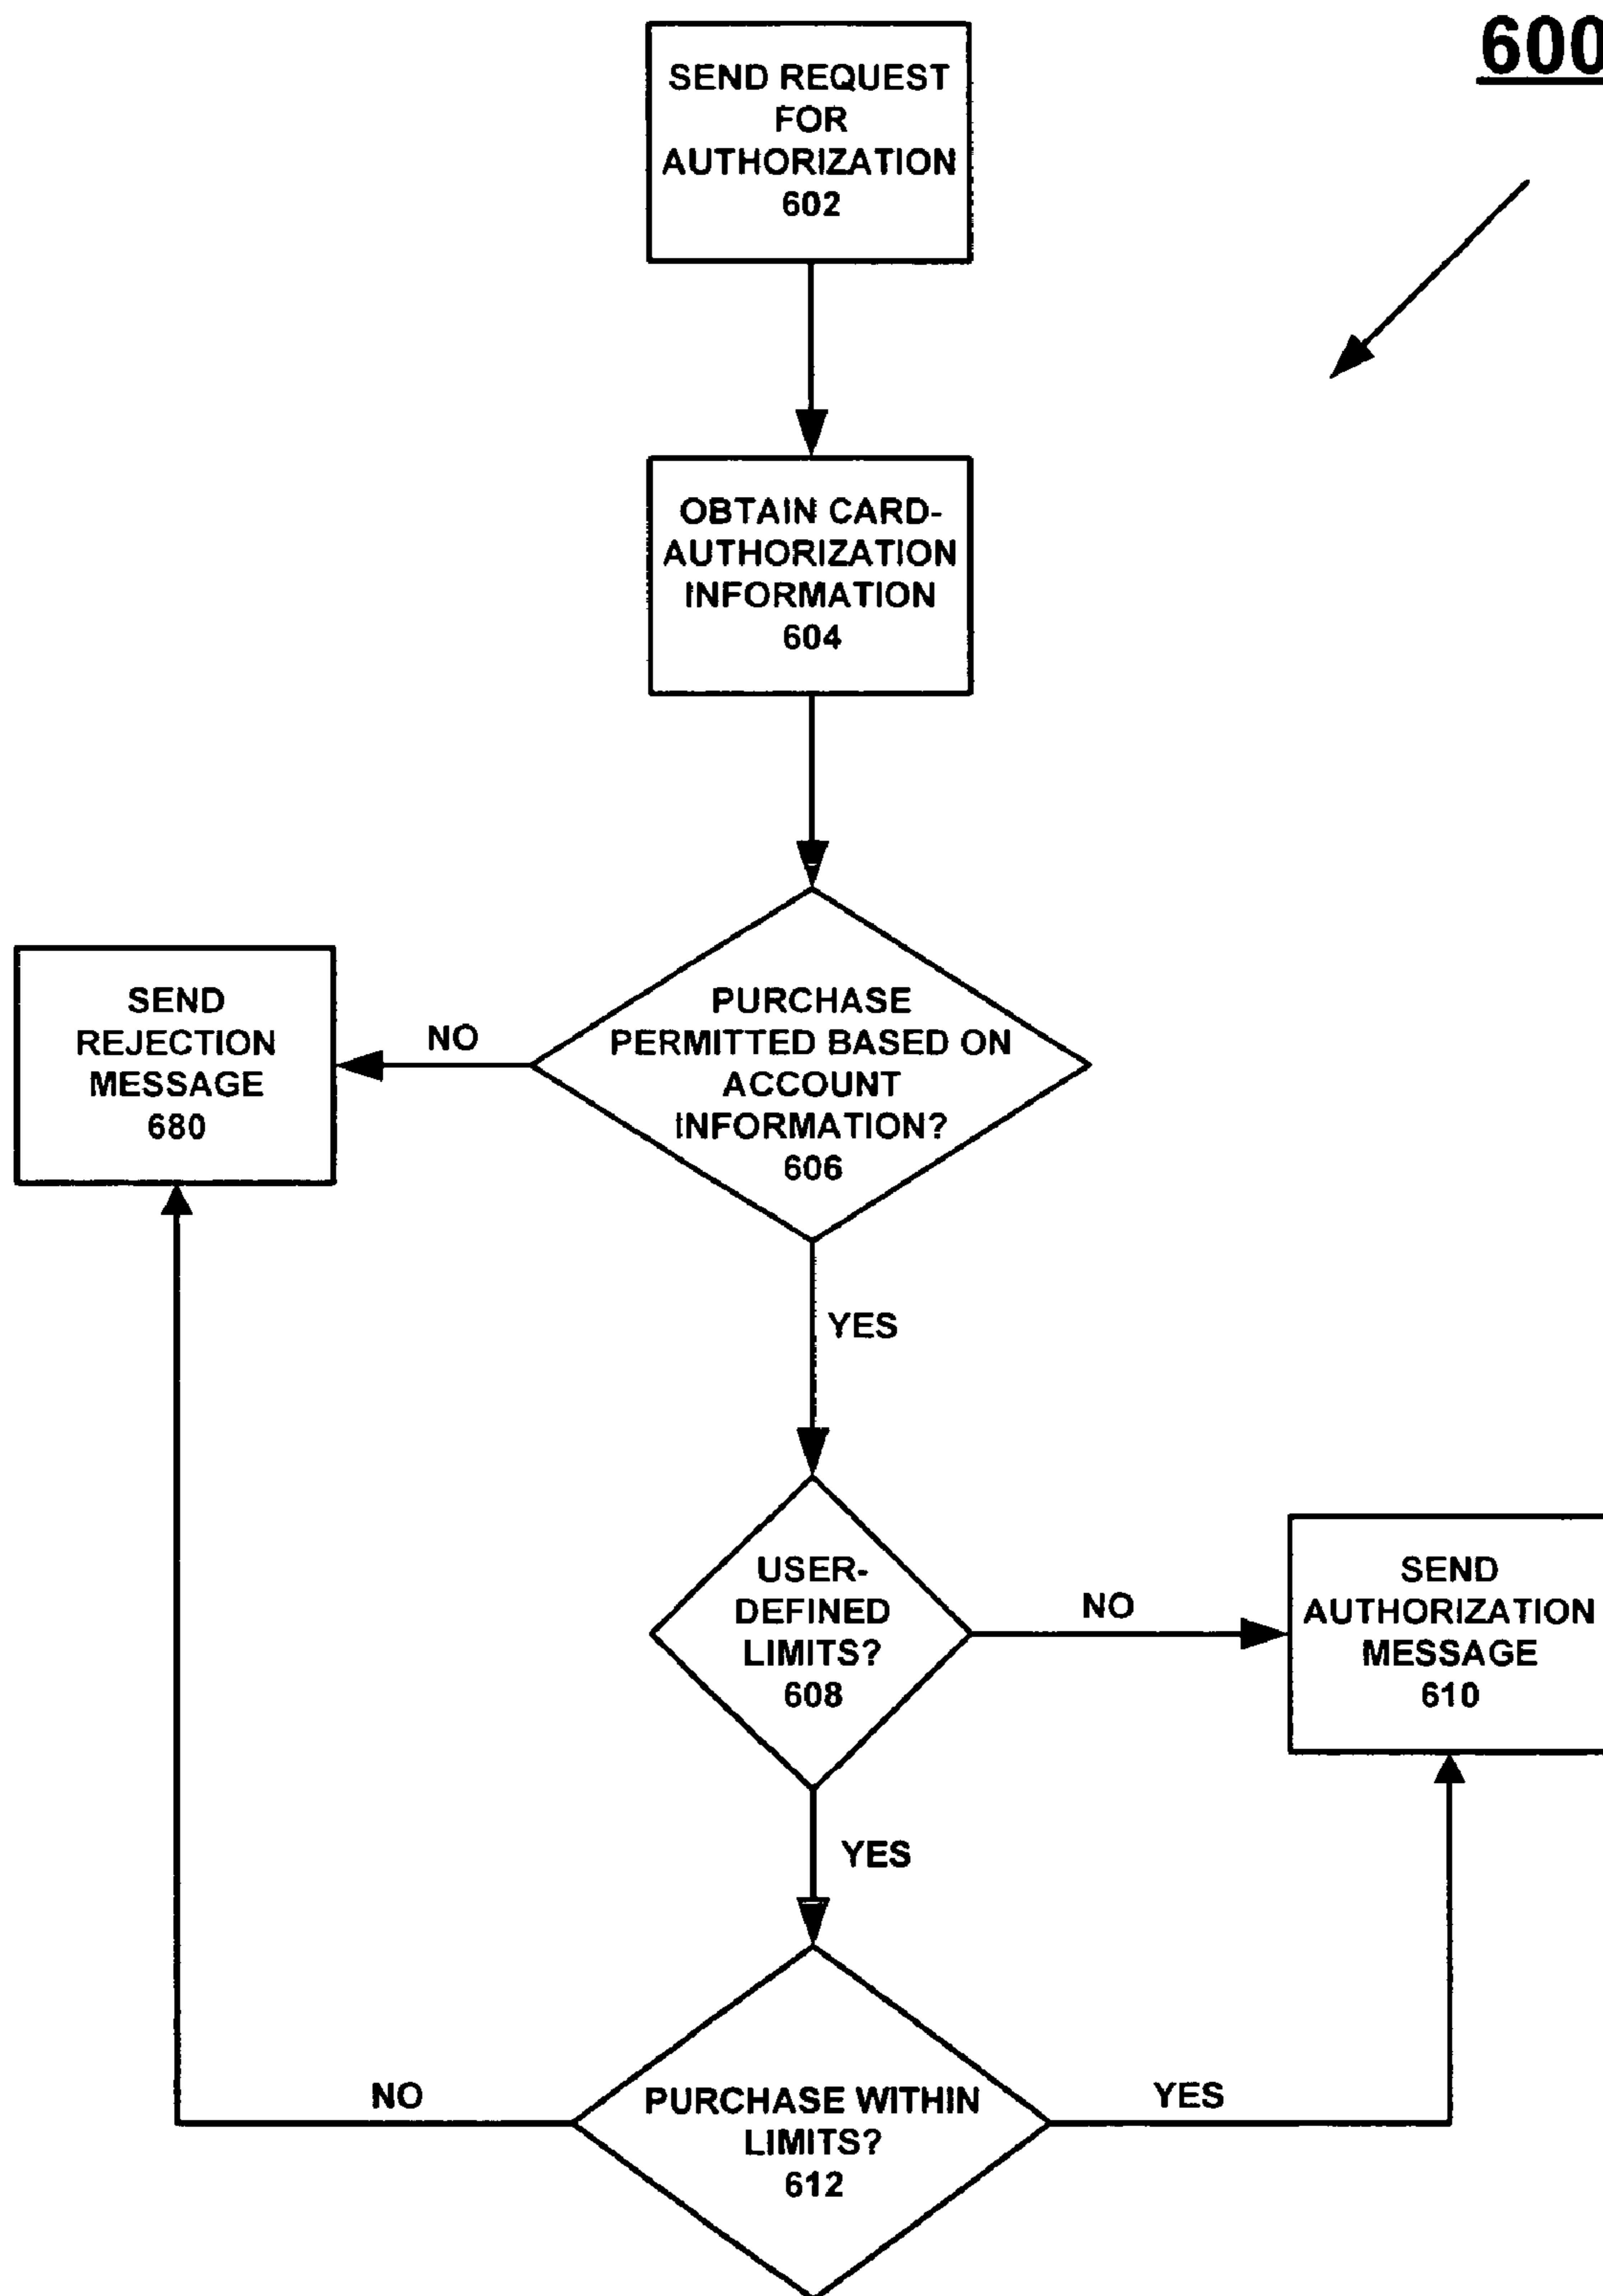 600
SEND REQUEST
FOR
AUTHORIZATION
602
OBTAIN CARD-
AUTHORIZATION
INFORMATION
604
PURCHASE
PERMITTED BASED ON
ACCOUNT
INFORMATION?
606
NO
SEND
REJECTION
MESSAGE
680
YES
USER-
DEFINED
LIMITS?
608
NO
SEND
AUTHORIZATION
MESSAGE
610
YES
PURCHASE WITHIN
LIMITS?
612
NO
YES